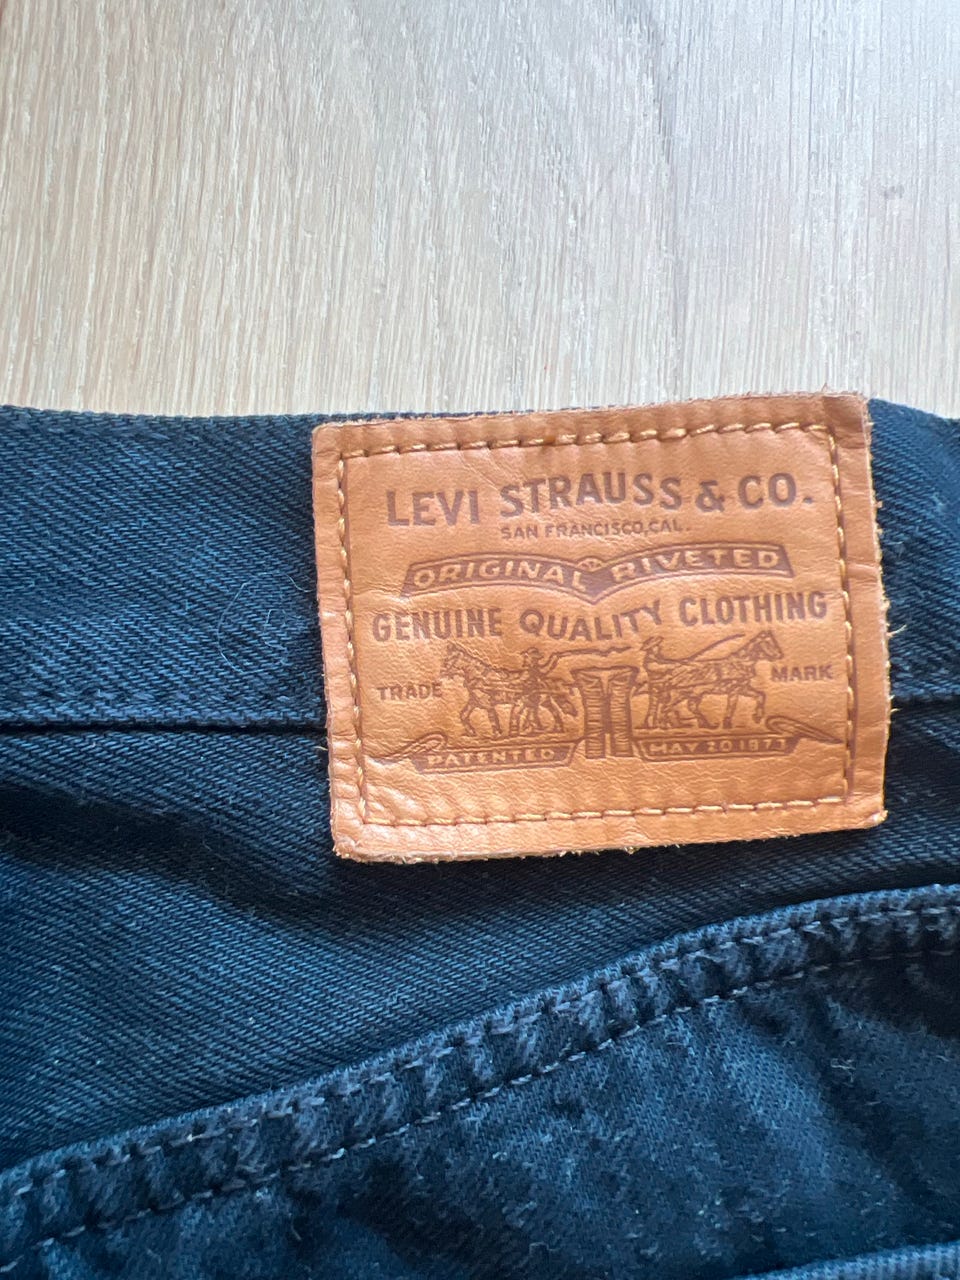 LEVI STRAUSS & CO.
SAN FRANCISCO, CAL.
ORIGINAL RIVETED
GENUINE QUALITY CLOTHING
TRADE MARK
PATENTED MAY 20 1873